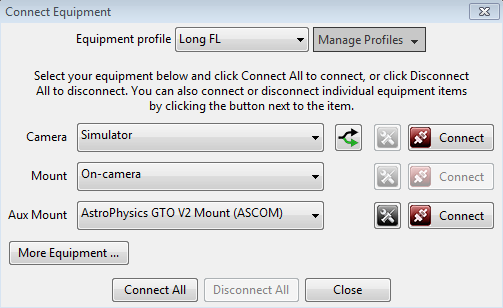 Connect Equipment
Equipment profile Long FL Manage Profiles
Select your equipment below and click Connect All to connect, or click Disconnect
All to disconnect. You can also connect or disconnect individual equipment items
by clicking the button next to the item.
Camera Simulator Connect
Mount On-camera Connect
Aux Mount AstroPhysics GTO V2 Mount (ASCOM) Connect
More Equipment ...
Connect All Disconnect All Close